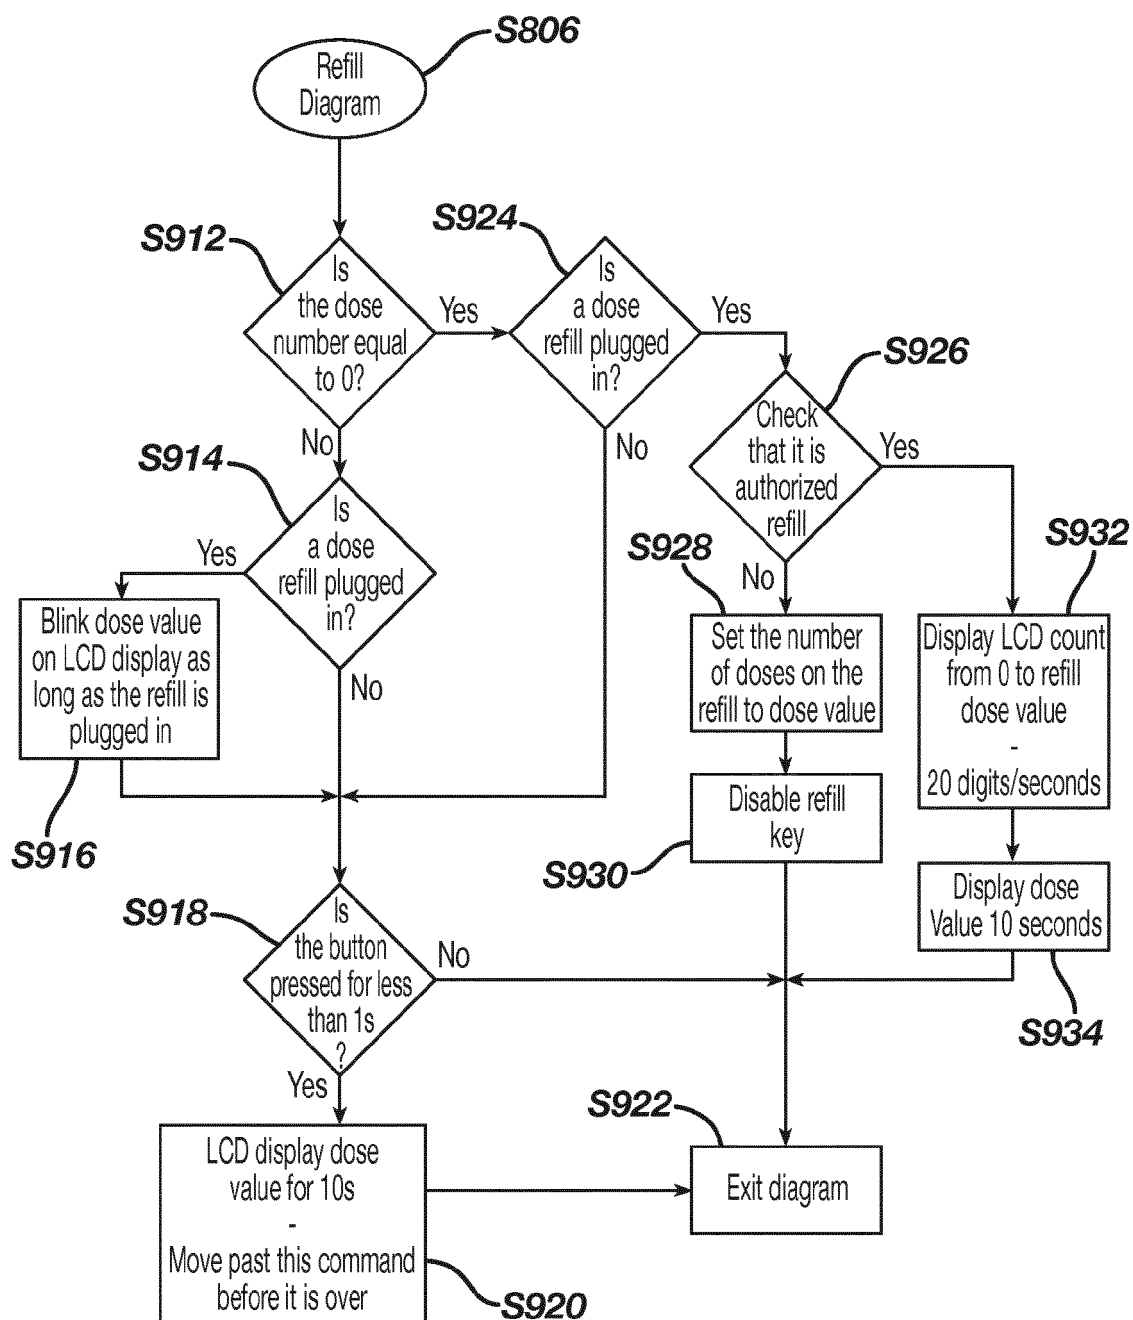 S806
Refill
Diagram
S912
Is
the dose
number equal
to 0?
Yes
No
S924
Is
a dose
refill plugged
in?
Yes
No
S926
Check
that it is
authorized
refill
Yes
No
S914
Is
a dose
refill plugged
in?
Yes
No
Blink dose value
on LCD display as
long as the refill is
plugged in
S916
S928
Set the number
of doses on the
refill to dose value
Disable refill
key
S930
S932
Display LCD count
from 0 to refill
dose value
-
20 digits/seconds
Display dose
Value 10 seconds
S934
S918
Is
the button
pressed for less
than 1s
?
No
Yes
LCD display dose
value for 10s
-
Move past this command
before it is over
S920
S922
Exit diagram